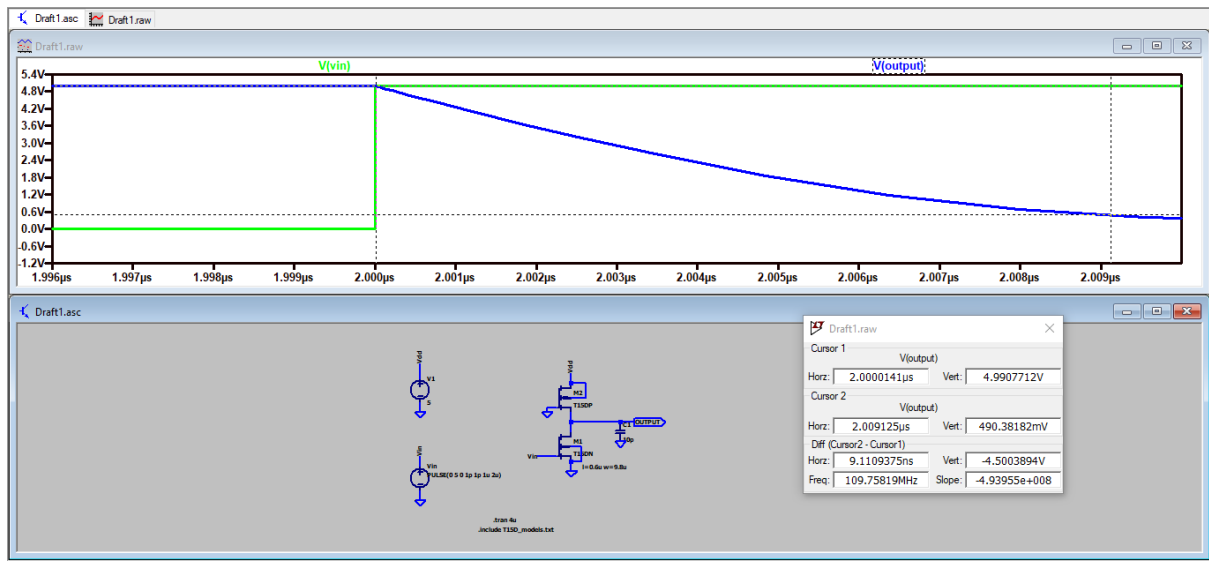 Draft1.asc Draft1.raw
Draft1.raw
V(vin) V(output)
5.4V
4.8V
4.2V
3.6V
3.0V
2.4V
1.8V
1.2V
0.6V
0.0V
-0.6V
-1.2V
1.996µs 1.997µs 1.998µs 1.999µs 2.000µs 2.001µs 2.002µs 2.003µs 2.004µs 2.005µs 2.006µs 2.007µs 2.008µs 2.009µs
Draft1.asc
Vdd
V1
5
Vin
Vin
PULSE(0 5 0 1p 1p 1u 2u)
Vdd
M2
T15DP
OUTPUT
C1
10p
M1
T15DN
Vin
l=0.6u w=9.8u
.tran 4u
.include T15D_models.txt
Draft1.raw
Cursor 1
V(output)
Horz: 2.0000141µs Vert: 4.9907712V
Cursor 2
V(output)
Horz: 2.009125µs Vert: 490.38182mV
Diff (Cursor2 - Cursor1)
Horz: 9.1109375ns Vert: -4.5003894V
Freq: 109.75819MHz Slope: -4.93955e+008